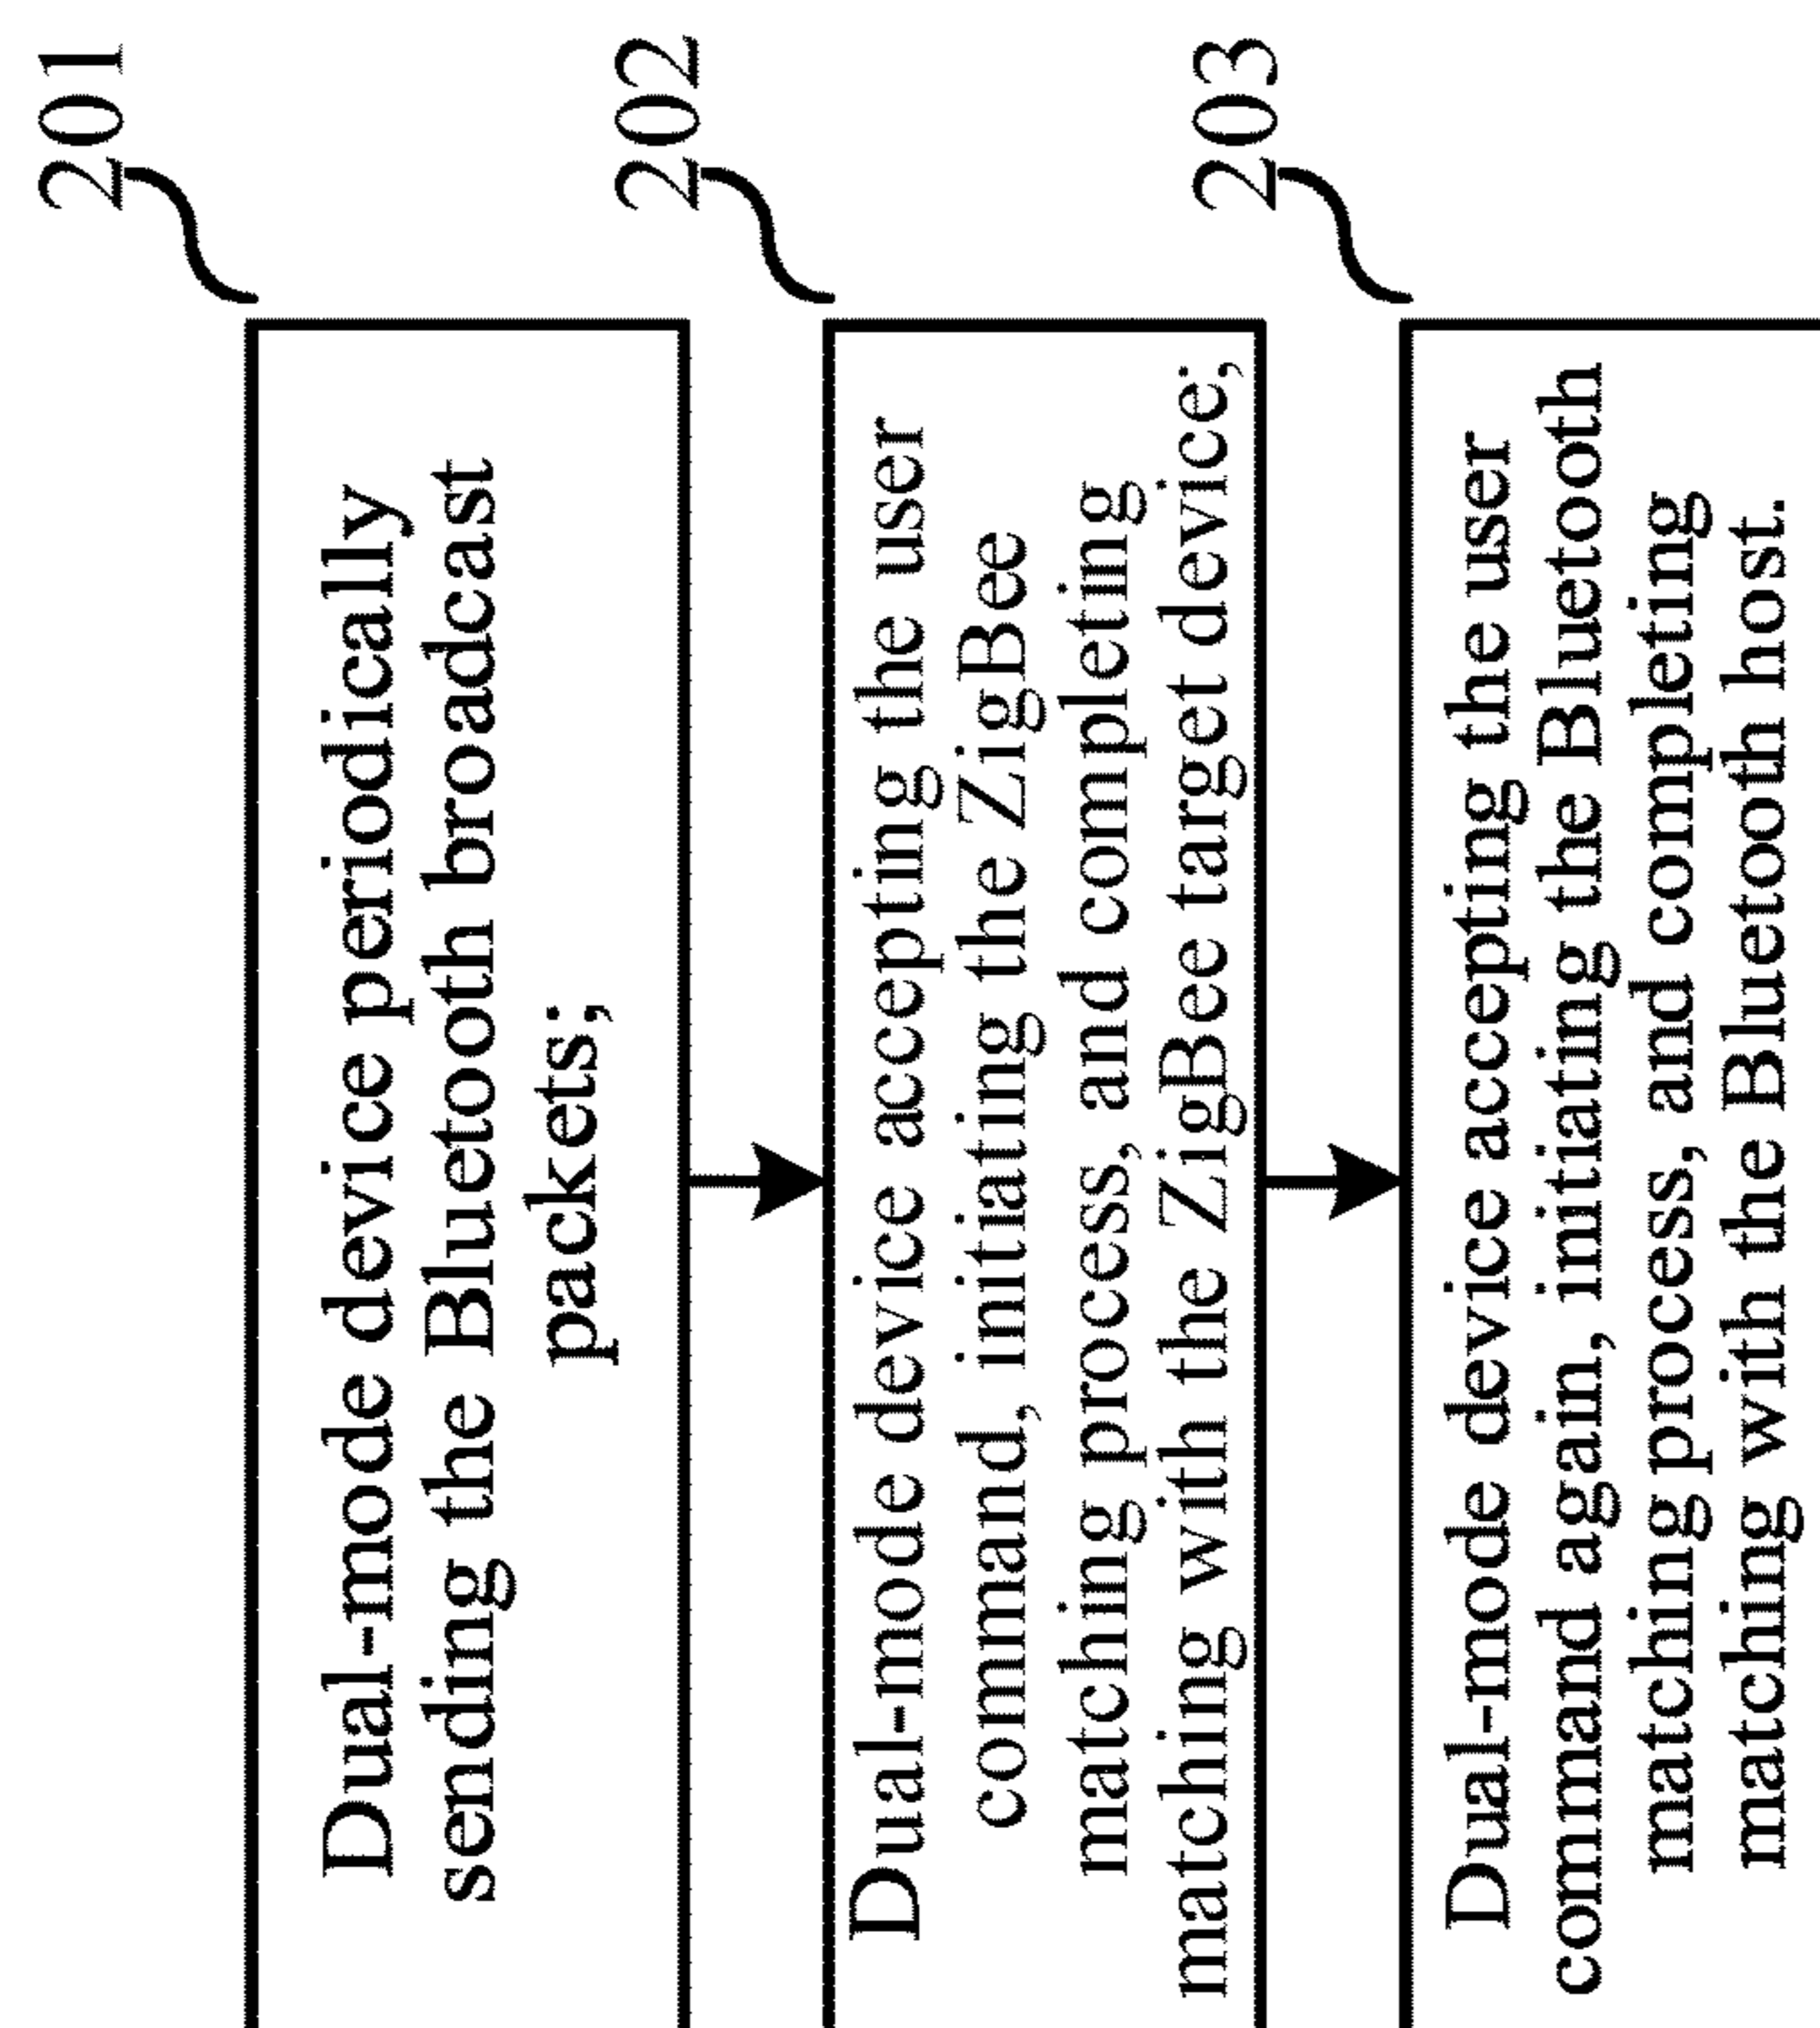 201
Dual-mode device periodically
sending the Bluetooth broadcast
packets;
202
Dual-mode device accepting the user
command, initiating the ZigBee
matching process, and completing
matching with the ZigBee target device;
203
Dual-mode device accepting the user
command again, initiating the Bluetooth
matching process, and completing
matching with the Bluetooth host.